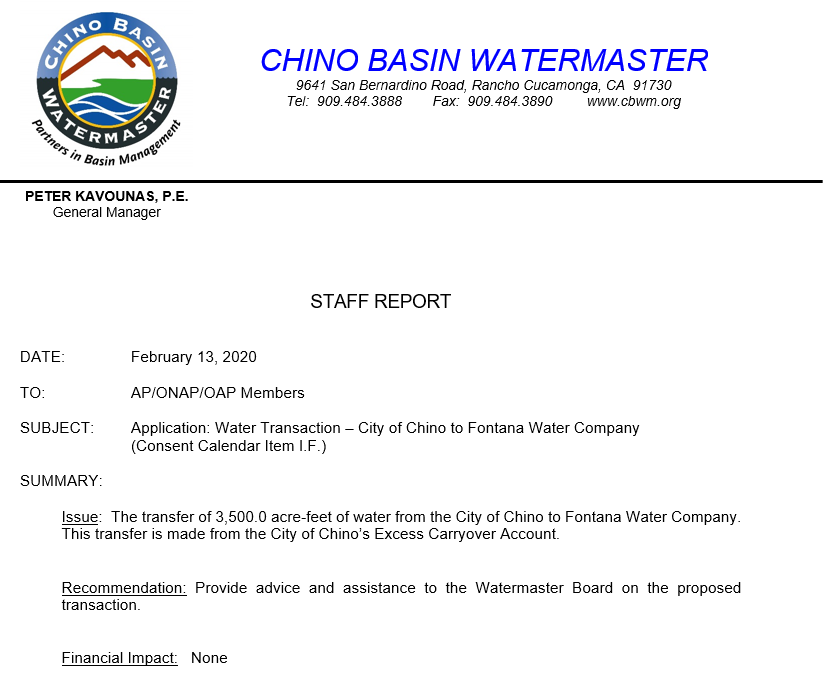 CHINO BASIN
WATERMASTER
Partners in Basin Management
CHINO BASIN WATERMASTER
9641 San Bernardino Road, Rancho Cucamonga, CA 91730
Tel: 909.484.3888 Fax: 909.484.3890 www.cbwm.org
PETER KAVOUNAS, P.E.
General Manager
STAFF REPORT
DATE: February 13, 2020
TO: AP/ONAP/OAP Members
SUBJECT: Application: Water Transaction – City of Chino to Fontana Water Company
(Consent Calendar Item I.F.)
SUMMARY:
Issue: The transfer of 3,500.0 acre-feet of water from the City of Chino to Fontana Water Company.
This transfer is made from the City of Chino's Excess Carryover Account.
Recommendation: Provide advice and assistance to the Watermaster Board on the proposed
transaction.
Financial Impact: None